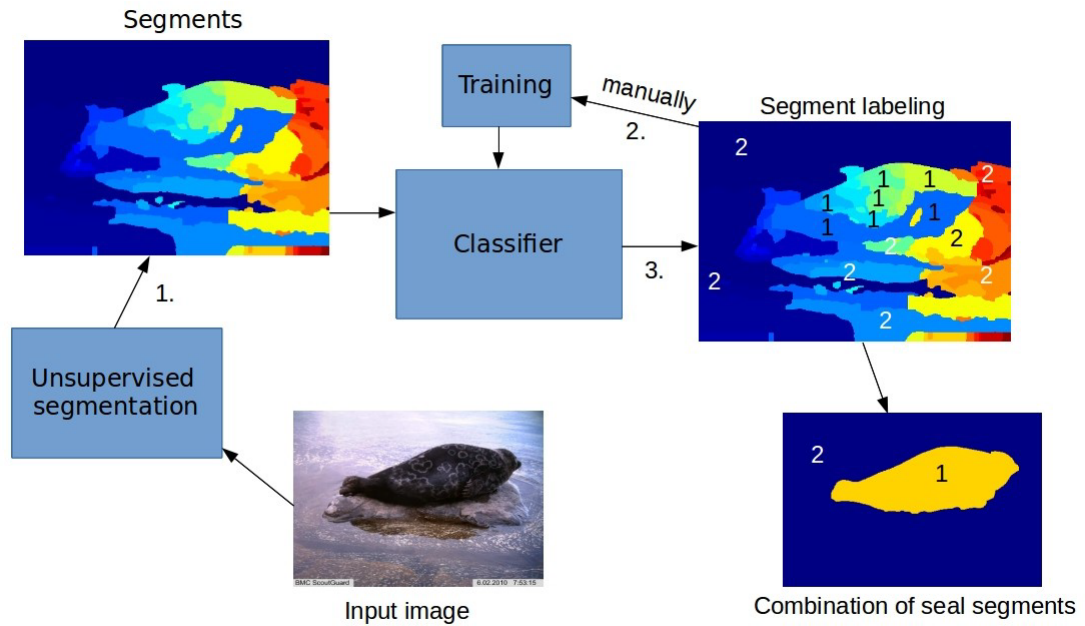 Segments
Training
manually
2.
Segment labeling
2
1
1
2
1
1
1
1
1
2
2
2
2
2
2
Classifier
3.
1.
Unsupervised
segmentation
BMC ScoutGuard
6.02.2010 7:53:15
Input image
2
1
Combination of seal segments